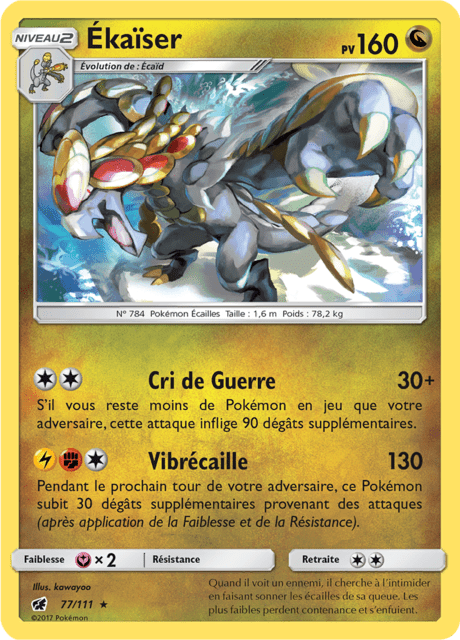 NIVEAU 2
Ékaïser
PV 160
Évolution de : Écaïd
N° 784 Pokémon Écailles Taille : 1,6 m Poids : 78,2 kg
Cri de Guerre 30+
S'il vous reste moins de Pokémon en jeu que votre
adversaire, cette attaque inflige 90 dégâts supplémentaires.
Vibrécaille 130
Pendant le prochain tour de votre adversaire, ce Pokémon
subit 30 dégâts supplémentaires provenant des attaques
(après application de la Faiblesse et de la Résistance).
Faiblesse × 2 Résistance Retraite
Illus. kawayoo
77/111 ★
©2017 Pokémon
Quand il voit un ennemi, il cherche à l'intimider
en faisant sonner les écailles de sa queue. Les
plus faibles perdent contenance et s'enfuient.